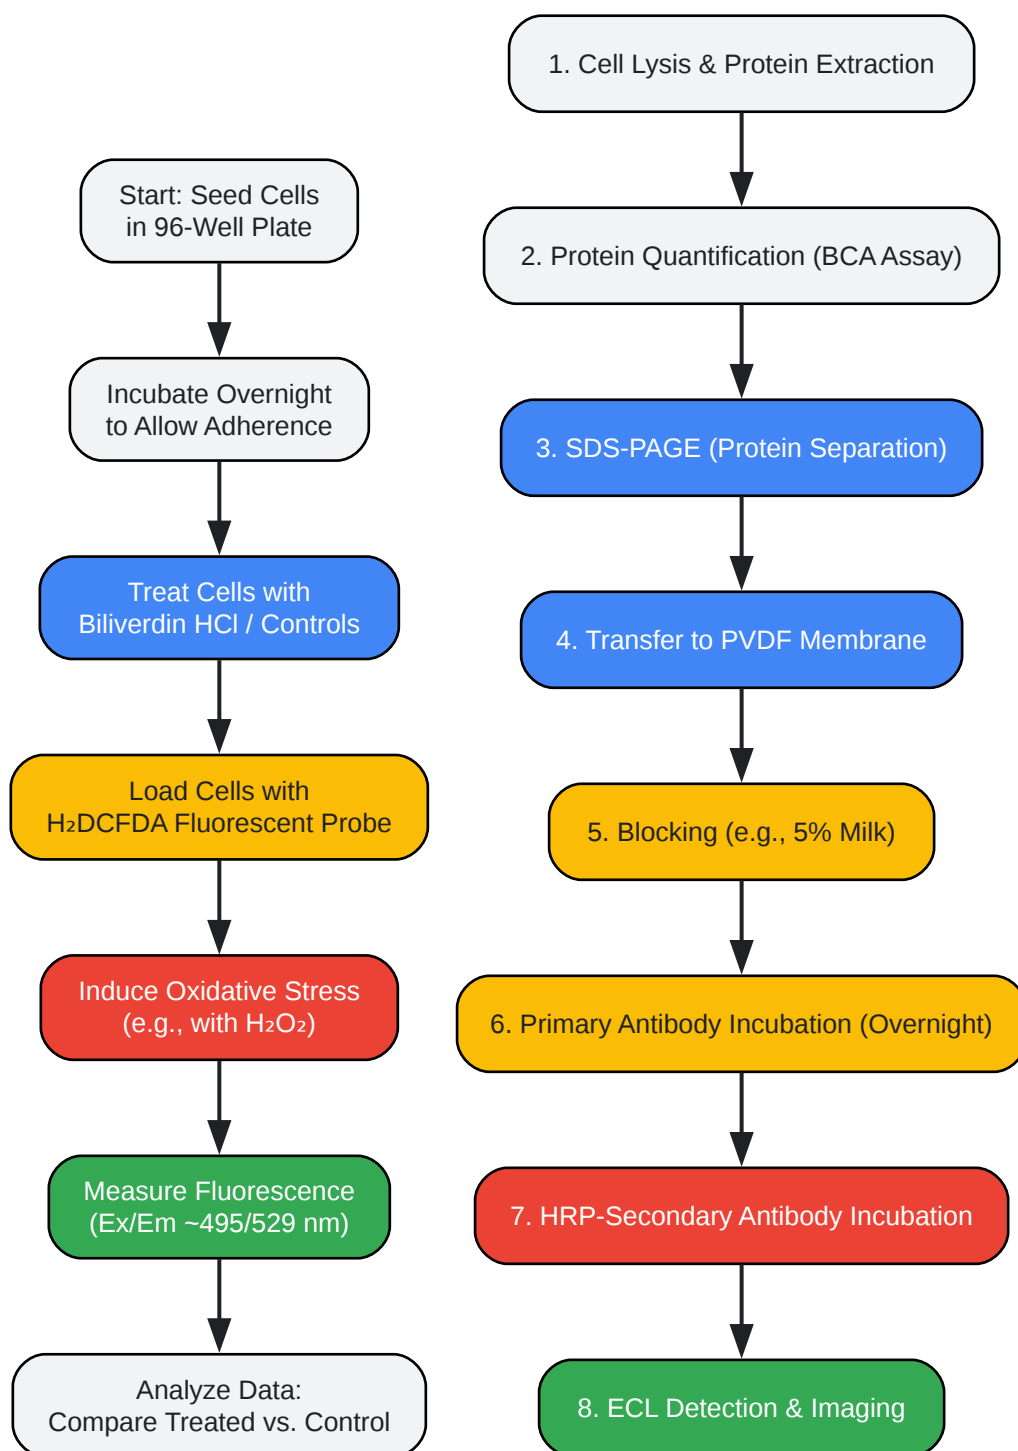 Start: Seed Cells
in 96-Well Plate
Incubate Overnight
to Allow Adherence
Treat Cells with
Biliverdin HCl / Controls
Load Cells with
H₂DCFDA Fluorescent Probe
Induce Oxidative Stress
(e.g., with H₂O₂)
Measure Fluorescence
(Ex/Em ~495/529 nm)
Analyze Data:
Compare Treated vs. Control
1. Cell Lysis & Protein Extraction
2. Protein Quantification (BCA Assay)
3. SDS-PAGE (Protein Separation)
4. Transfer to PVDF Membrane
5. Blocking (e.g., 5% Milk)
6. Primary Antibody Incubation (Overnight)
7. HRP-Secondary Antibody Incubation
8. ECL Detection & Imaging